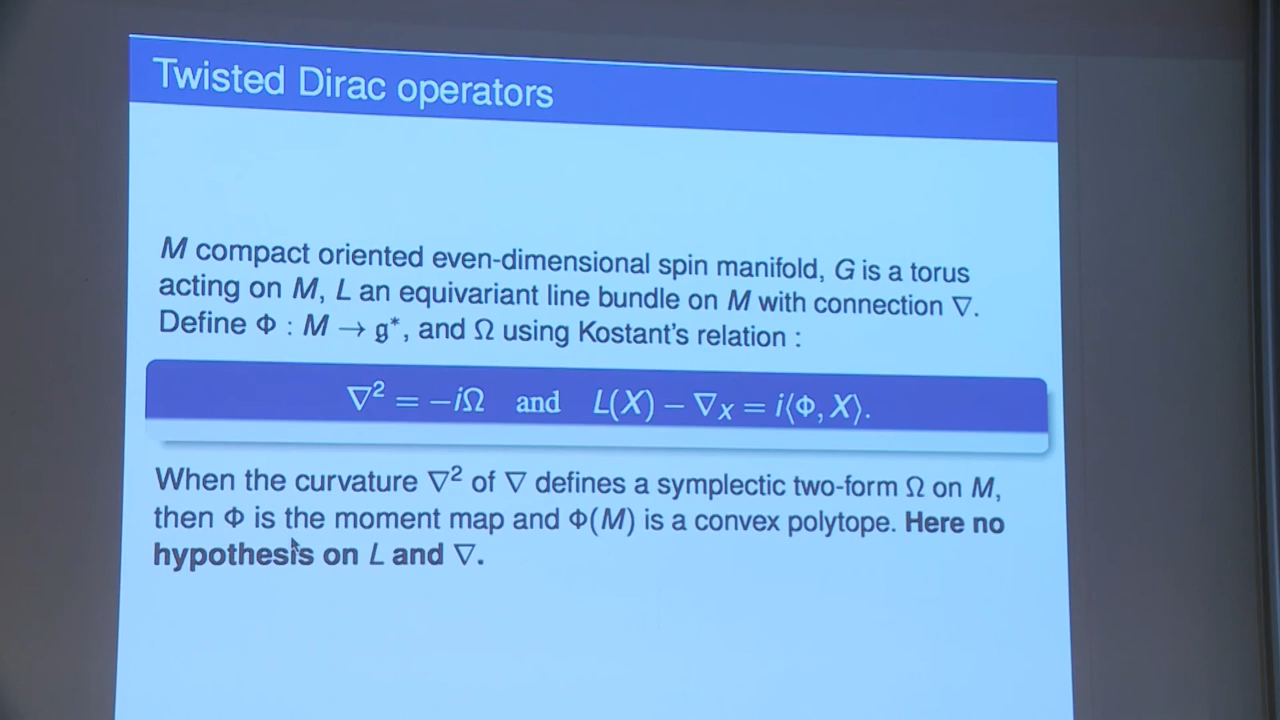 Twisted Dirac operators
M compact oriented even-dimensional spin manifold, G is a torus
acting on M, L an equivariant line bundle on M with connection ∇.
Define Φ : M → 𝔤*, and Ω using Kostant's relation :
∇² = −iΩ and L(X) − ∇_X = i⟨Φ, X⟩.
When the curvature ∇² of ∇ defines a symplectic two-form Ω on M,
then Φ is the moment map and Φ(M) is a convex polytope. Here no
hypothesis on L and ∇.